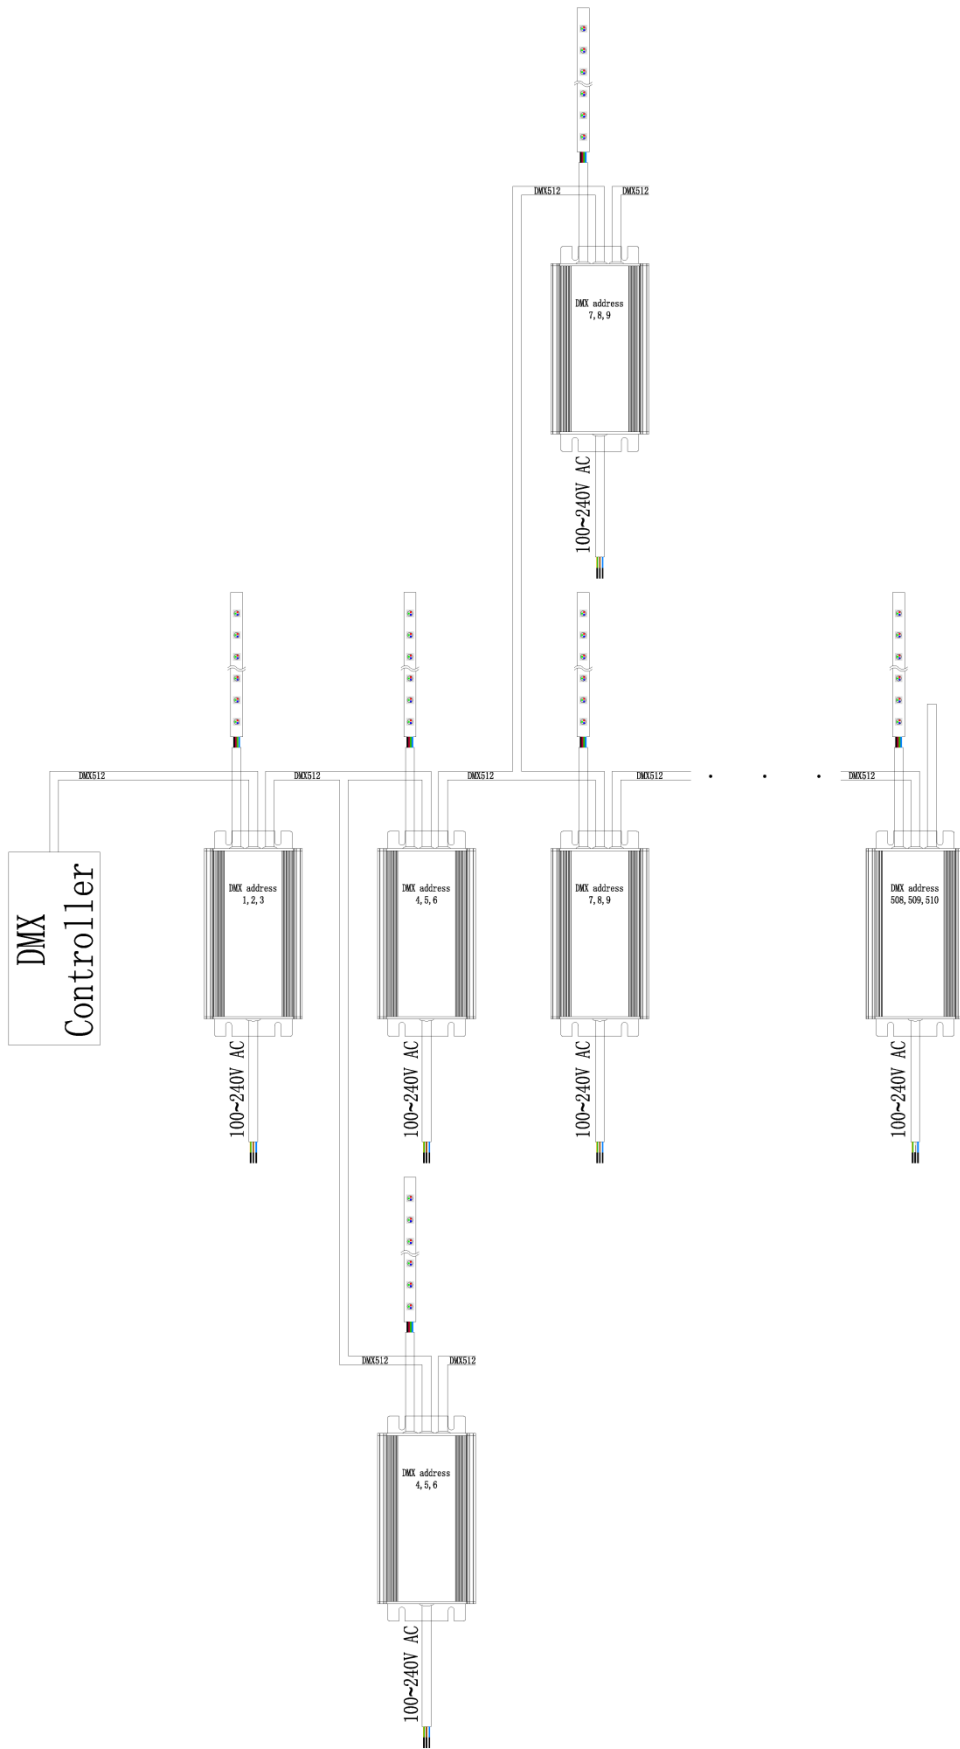 DMX512
DMX512
DMX address
7,8,9
100~240V AC
DMX512
DMX512
DMX512
DMX512
DMX512
DMX
Controller
DMX address
1,2,3
DMX address
4,5,6
DMX address
7,8,9
DMX address
508,509,510
100~240V AC
100~240V AC
100~240V AC
100~240V AC
DMX512
DMX512
DMX address
4,5,6
100~240V AC